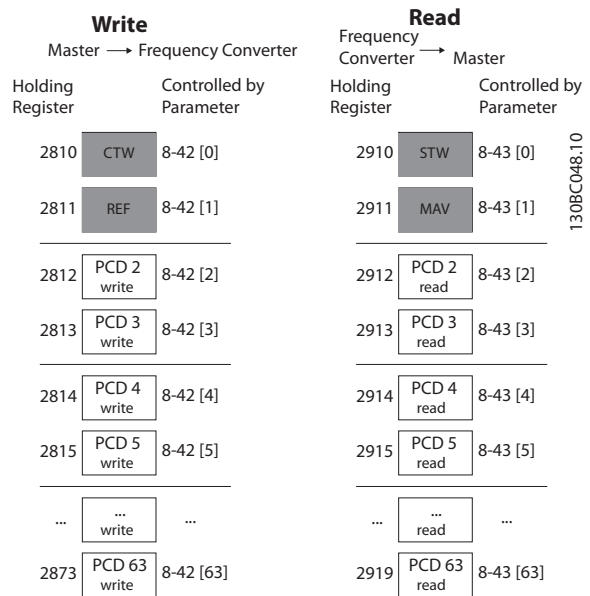 Write
Master → Frequency Converter
Holding Register
Controlled by Parameter
2810 CTW 8-42 [0]
2811 REF 8-42 [1]
2812 PCD 2 write 8-42 [2]
2813 PCD 3 write 8-42 [3]
2814 PCD 4 write 8-42 [4]
2815 PCD 5 write 8-42 [5]
... ... write ...
2873 PCD 63 write 8-42 [63]
Read
Frequency Converter → Master
Holding Register
Controlled by Parameter
2910 STW 8-43 [0]
2911 MAV 8-43 [1]
2912 PCD 2 read 8-43 [2]
2913 PCD 3 read 8-43 [3]
2914 PCD 4 read 8-43 [4]
2915 PCD 5 read 8-43 [5]
... ... read ...
2919 PCD 63 read 8-43 [63]
130BC048.10